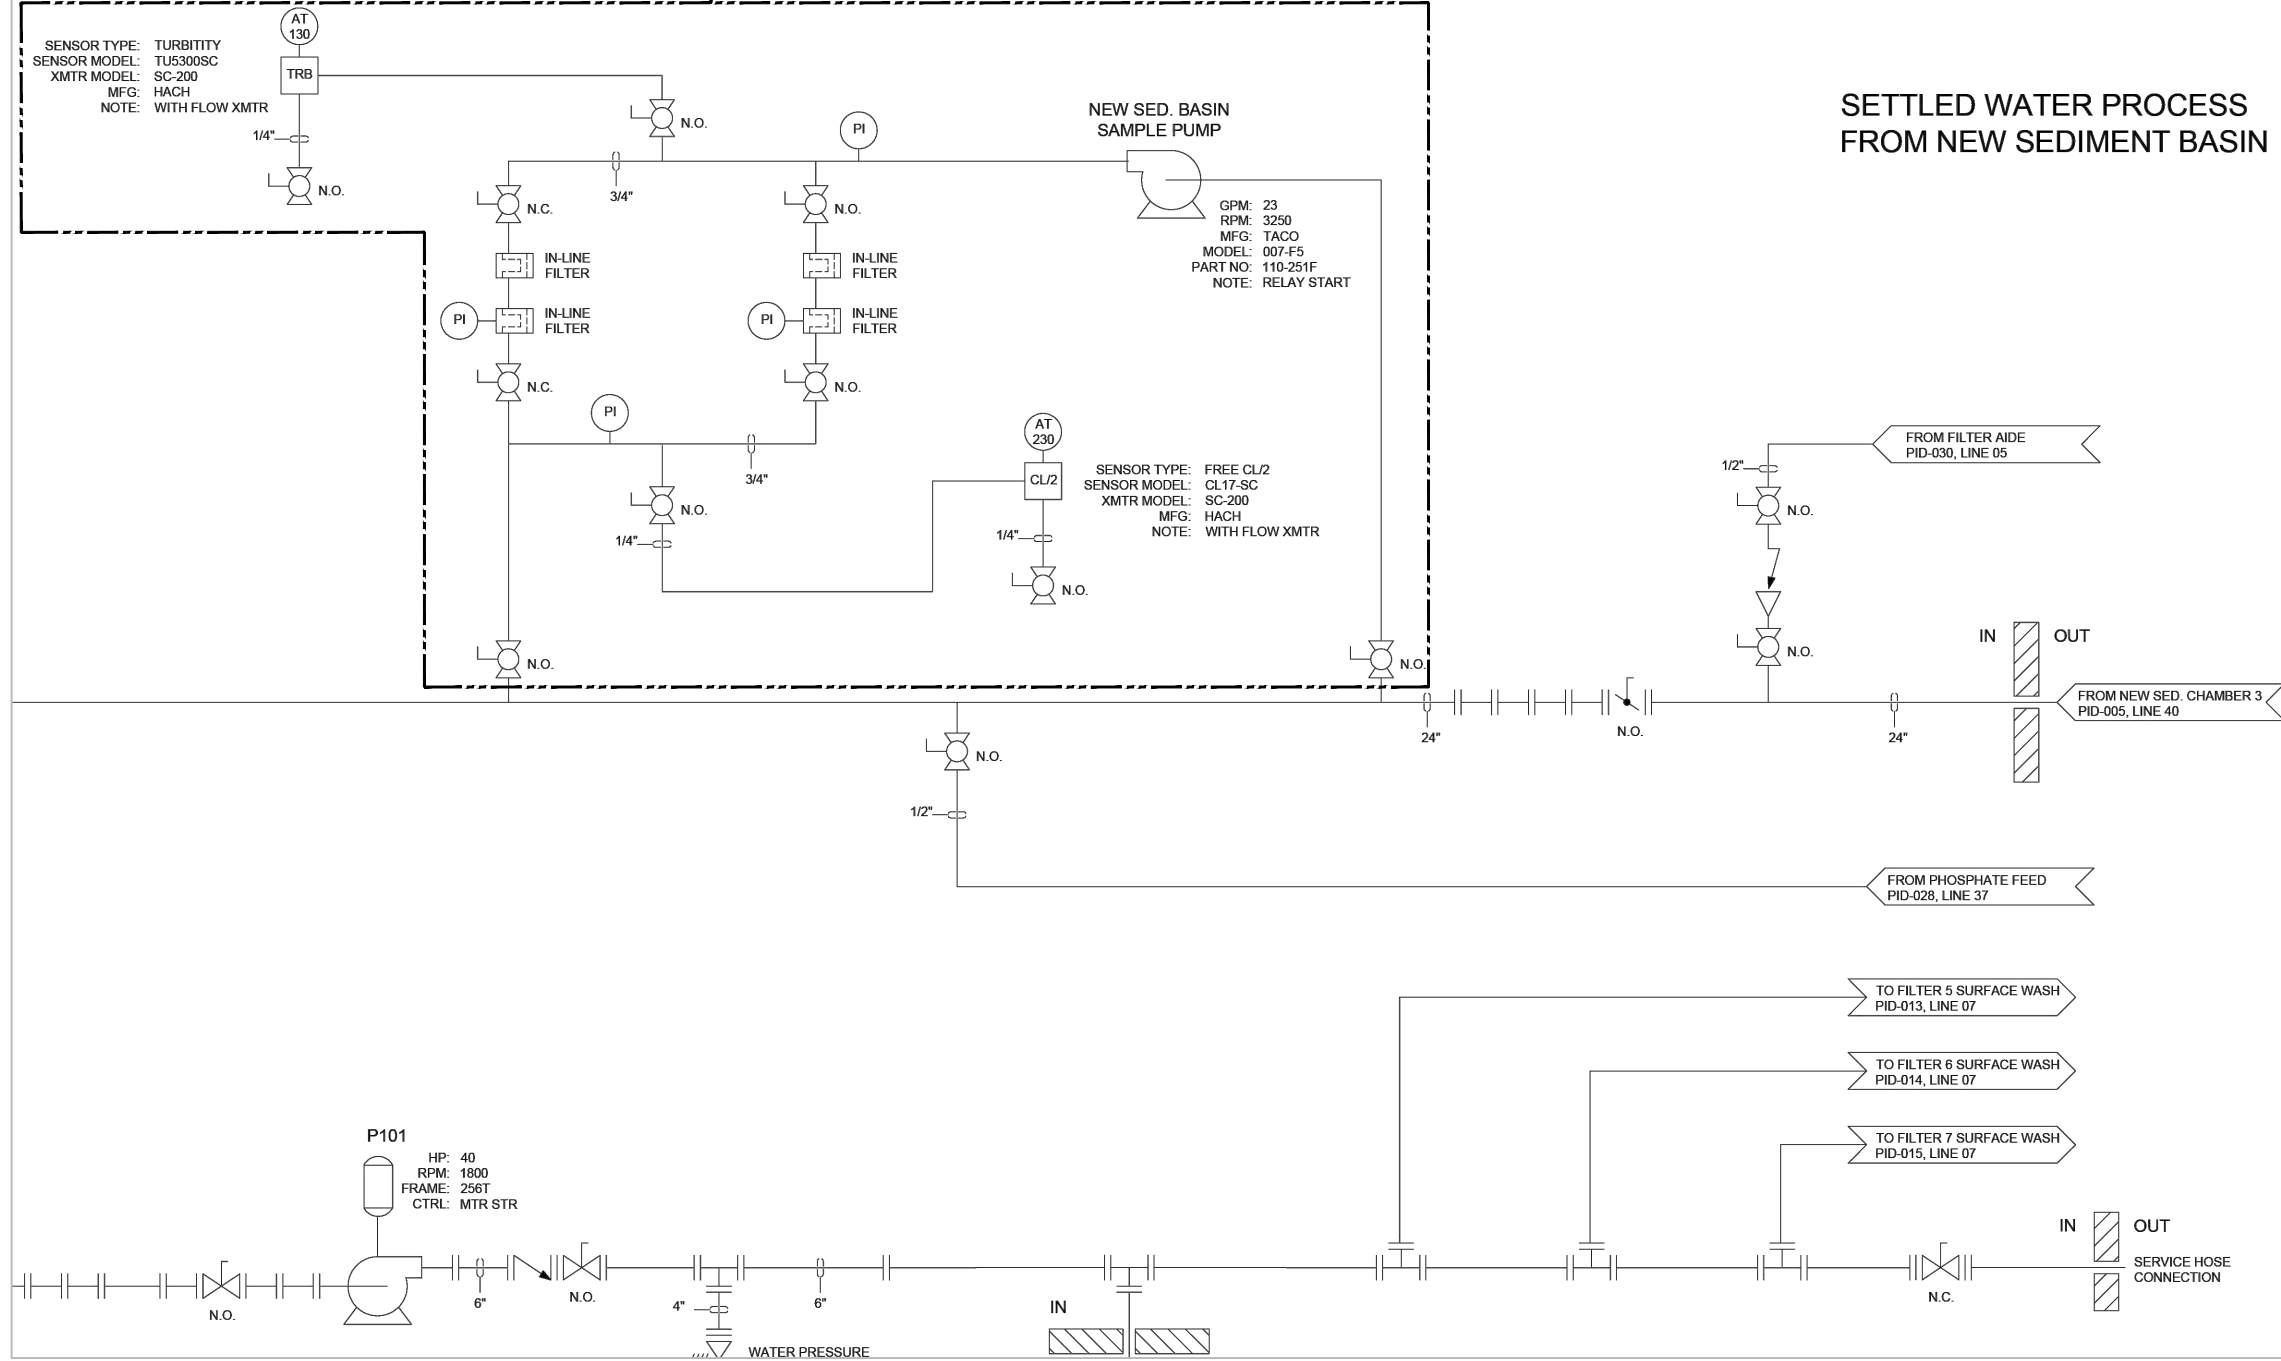 AT
130
SENSOR TYPE: TURBITITY
SENSOR MODEL: TU5300SC
XMTR MODEL: SC-200
MFG: HACH
NOTE: WITH FLOW XMTR
TRB
1/4"
N.O.
N.O.
PI
NEW SED. BASIN
SAMPLE PUMP
SETTLED WATER PROCESS
FROM NEW SEDIMENT BASIN
3/4"
N.C.
N.O.
GPM: 23
RPM: 3250
MFG: TACO
MODEL: 007-F5
PART NO: 110-251F
NOTE: RELAY START
IN-LINE
FILTER
IN-LINE
FILTER
PI
IN-LINE
FILTER
PI
IN-LINE
FILTER
N.C.
N.O.
PI
3/4"
AT
230
CL/2
SENSOR TYPE: FREE CL/2
SENSOR MODEL: CL17-SC
XMTR MODEL: SC-200
MFG: HACH
NOTE: WITH FLOW XMTR
N.O.
1/4"
1/4"
N.O.
FROM FILTER AIDE
PID-030, LINE 05
1/2"
N.O.
N.O.
IN
OUT
N.O.
N.O.
FROM NEW SED. CHAMBER 3
PID-005, LINE 40
24"
N.O.
24"
N.O.
1/2"
FROM PHOSPHATE FEED
PID-028, LINE 37
TO FILTER 5 SURFACE WASH
PID-013, LINE 07
TO FILTER 6 SURFACE WASH
PID-014, LINE 07
TO FILTER 7 SURFACE WASH
PID-015, LINE 07
P101
HP: 40
RPM: 1800
FRAME: 256T
CTRL: MTR STR
IN
OUT
SERVICE HOSE
CONNECTION
N.O.
6"
N.O.
4"
6"
IN
N.C.
WATER PRESSURE